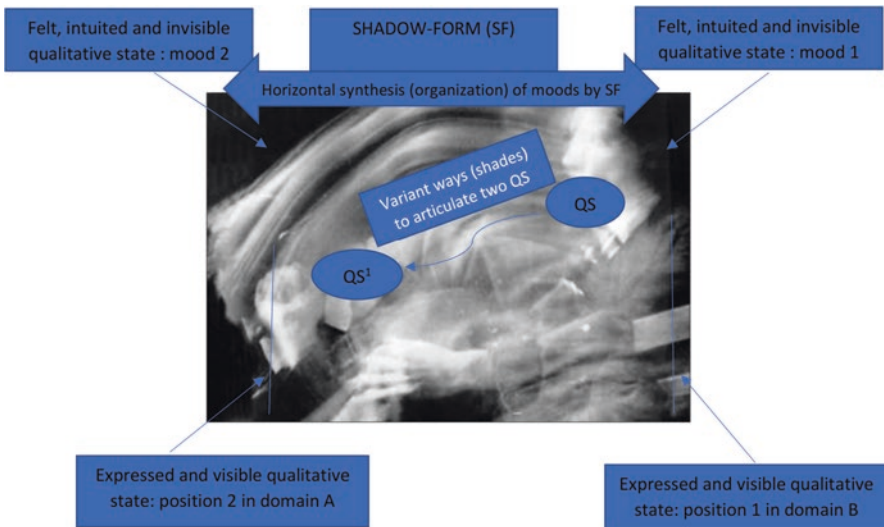 Felt, intuited and invisible
qualitative state : mood 2
SHADOW-FORM (SF)
Felt, intuited and invisible
qualitative state: mood 1
Horizontal synthesis (organization) of moods by SF
Variant ways (shades)
to articulate two QS
QS
QS¹
Expressed and visible qualitative
state: position 2 in domain A
Expressed and visible qualitative
state: position 1 in domain B